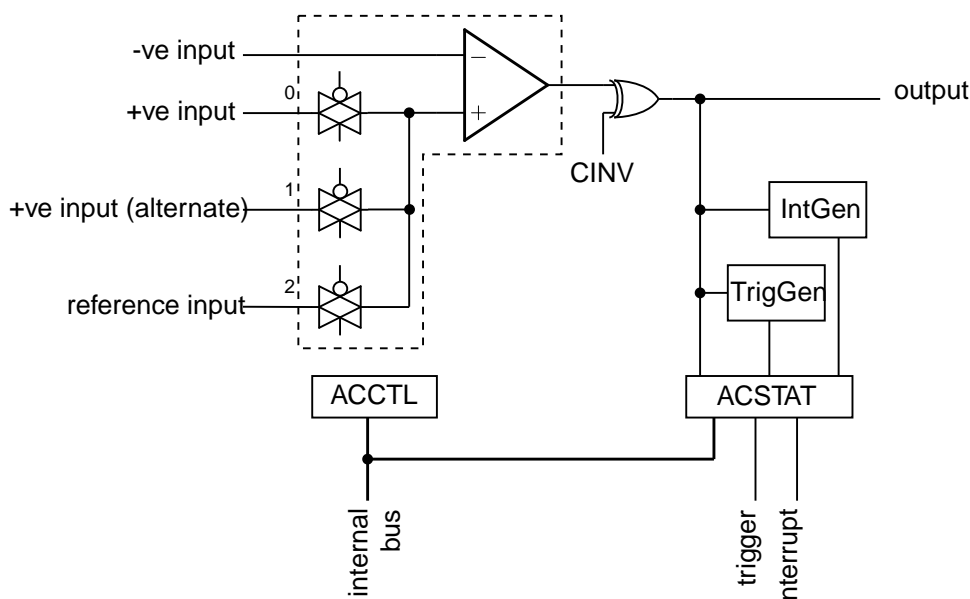 -ve input
−
output
0
+ve input
+
CINV
1
+ve input (alternate)
IntGen
2
reference input
TrigGen
ACCTL
ACSTAT
internal
bus
trigger
nterrupt